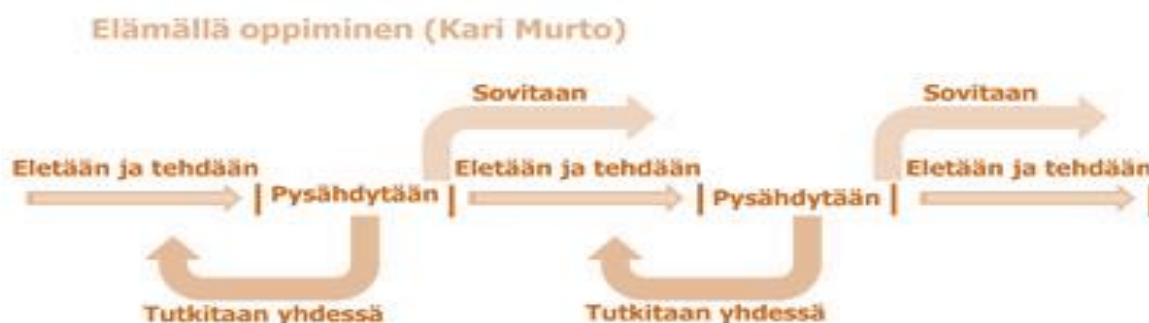 Elämällä oppiminen (Kari Murto)
Sovitaan
Sovitaan
Eletään ja tehdään
Eletään ja tehdään
Eletään ja tehdään
Pysähdytään
Pysähdytään
Tutkitaan yhdessä
Tutkitaan yhdessä